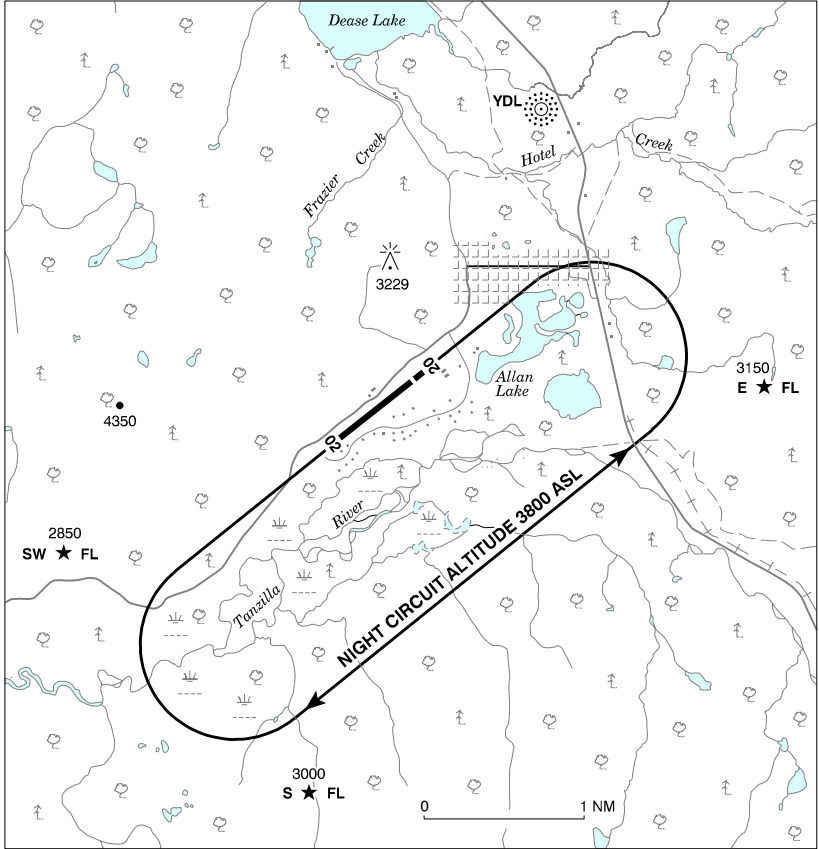 Dease Lake
YDL
Frazier Creek
Hotel Creek
3229
02
Allan
Lake
3150
E FL
4350
02
River
2850
SW FL
NIGHT CIRCUIT ALTITUDE 3800 ASL
Tanzilla
3000
S FL
0 1 NM